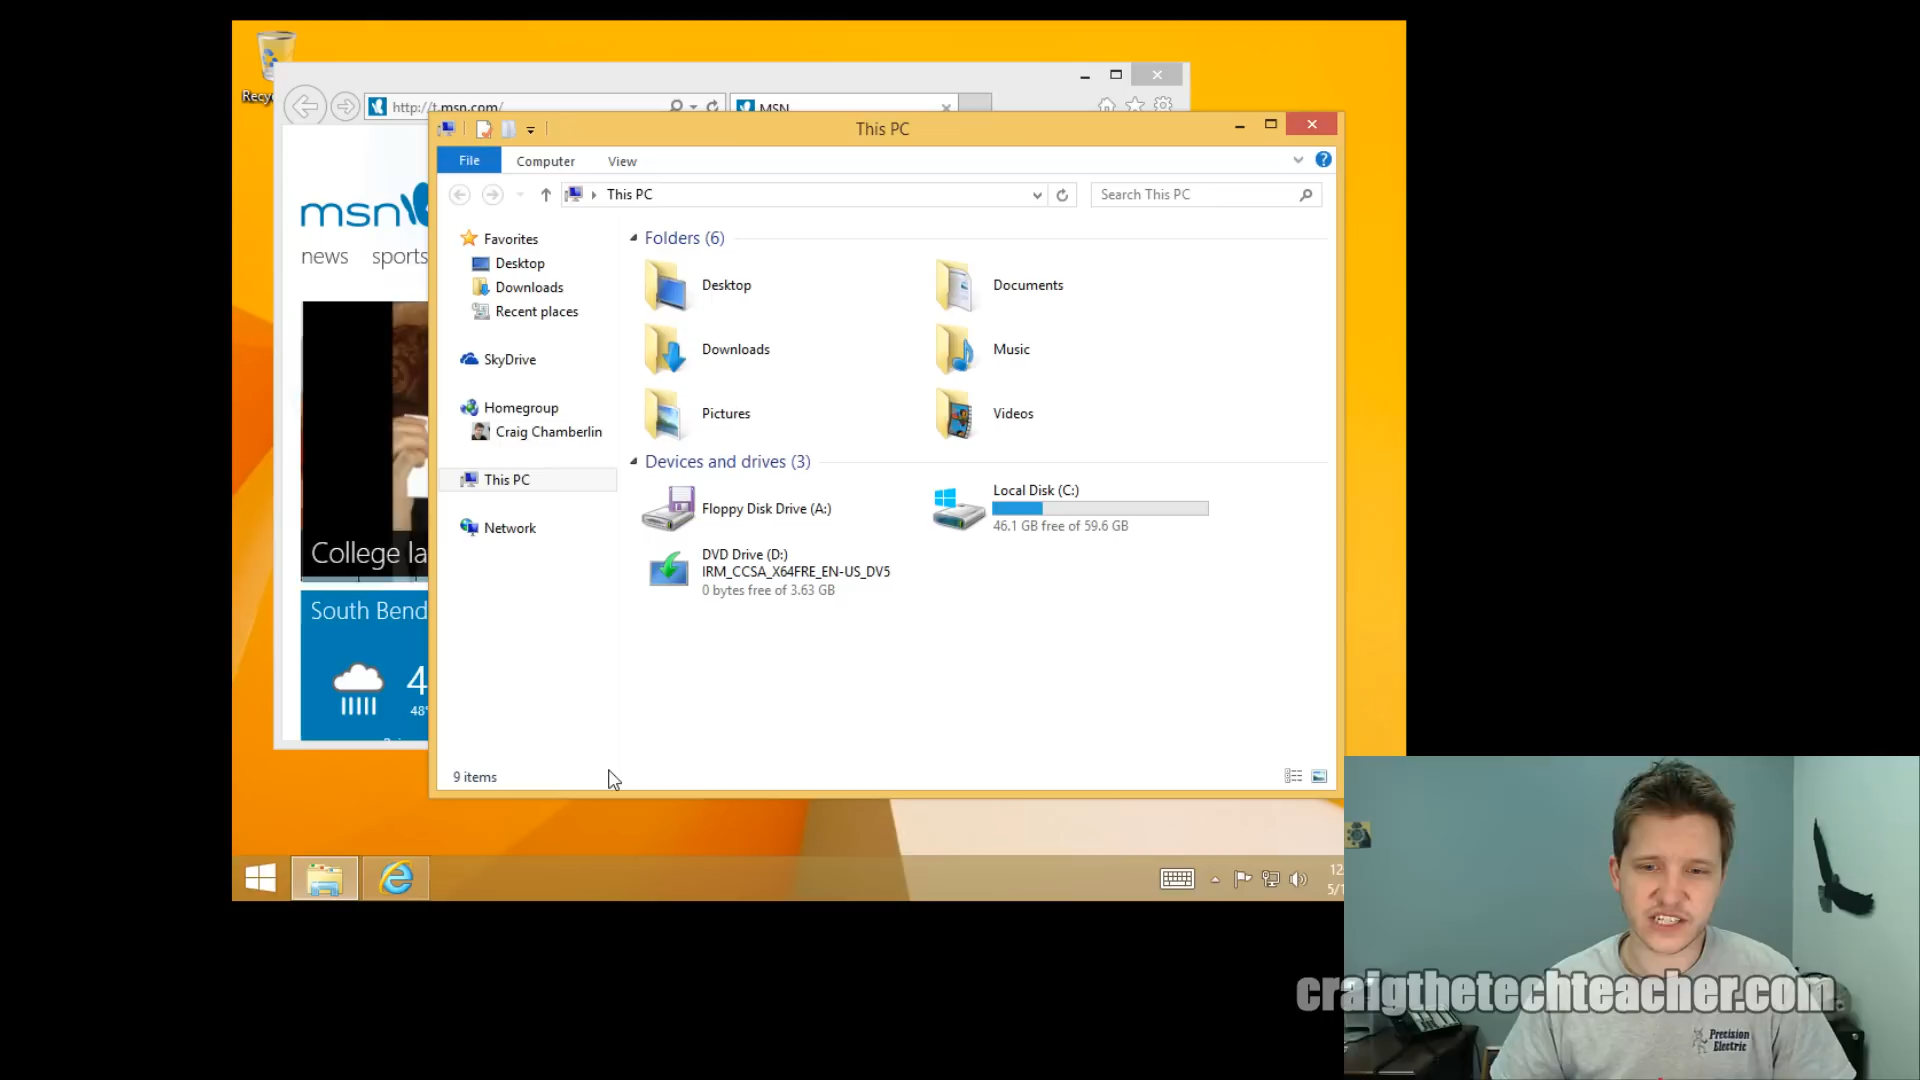 http://t.msn.com/
MSN
This PC
File
Computer
View
This PC
Search This PC
msn
news
sports
Favorites
Desktop
Downloads
Recent places
SkyDrive
Homegroup
Craig Chamberlin
This PC
Network
Folders (6)
Desktop
Documents
Downloads
Music
Pictures
Videos
Devices and drives (3)
Floppy Disk Drive (A:)
Local Disk (C:)
46.1 GB free of 59.6 GB
DVD Drive (D:)
IRM_CCSA_X64FRE_EN-US_DV5
0 bytes free of 3.63 GB
College
South Bend
48°
9 items
craigthetechteacher.com
Precision
Electric